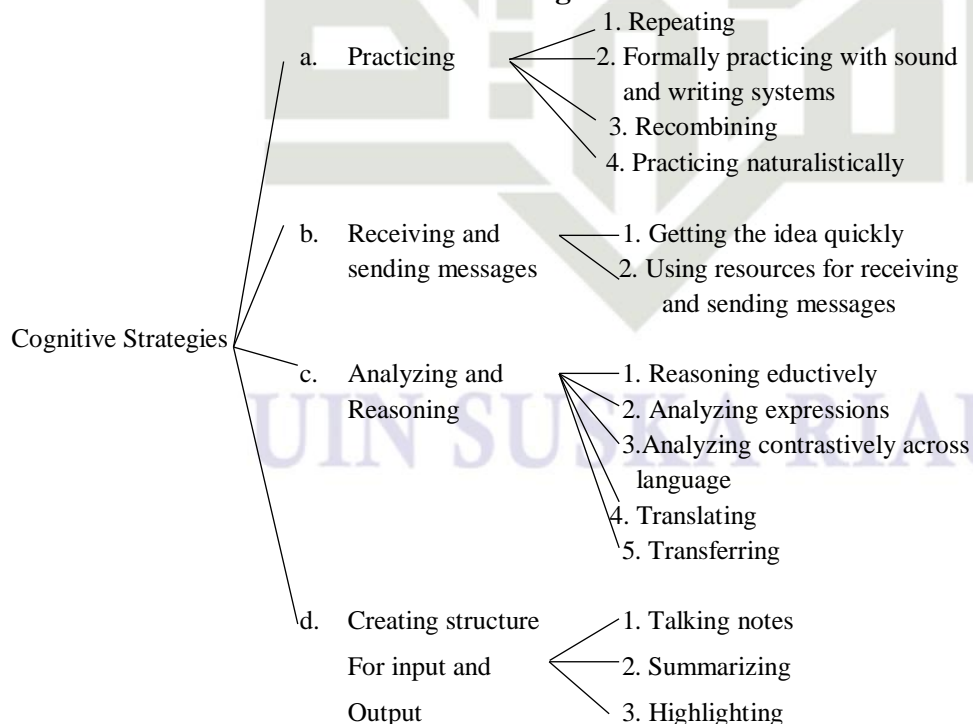 1. Repeating
a. Practicing
2. Formally practicing with sound
and writing systems
3. Recombining
4. Practicing naturalistically
b. Receiving and
sending messages
1. Getting the idea quickly
2. Using resources for receiving
and sending messages
Cognitive Strategies
c. Analyzing and
Reasoning
1. Reasoning eductively
2. Analyzing expressions
3.Analyzing contrastively across
language
4. Translating
5. Transferring
d. Creating structure
For input and
Output
1. Talking notes
2. Summarizing
3. Highlighting
UIN SUSKA RIAU